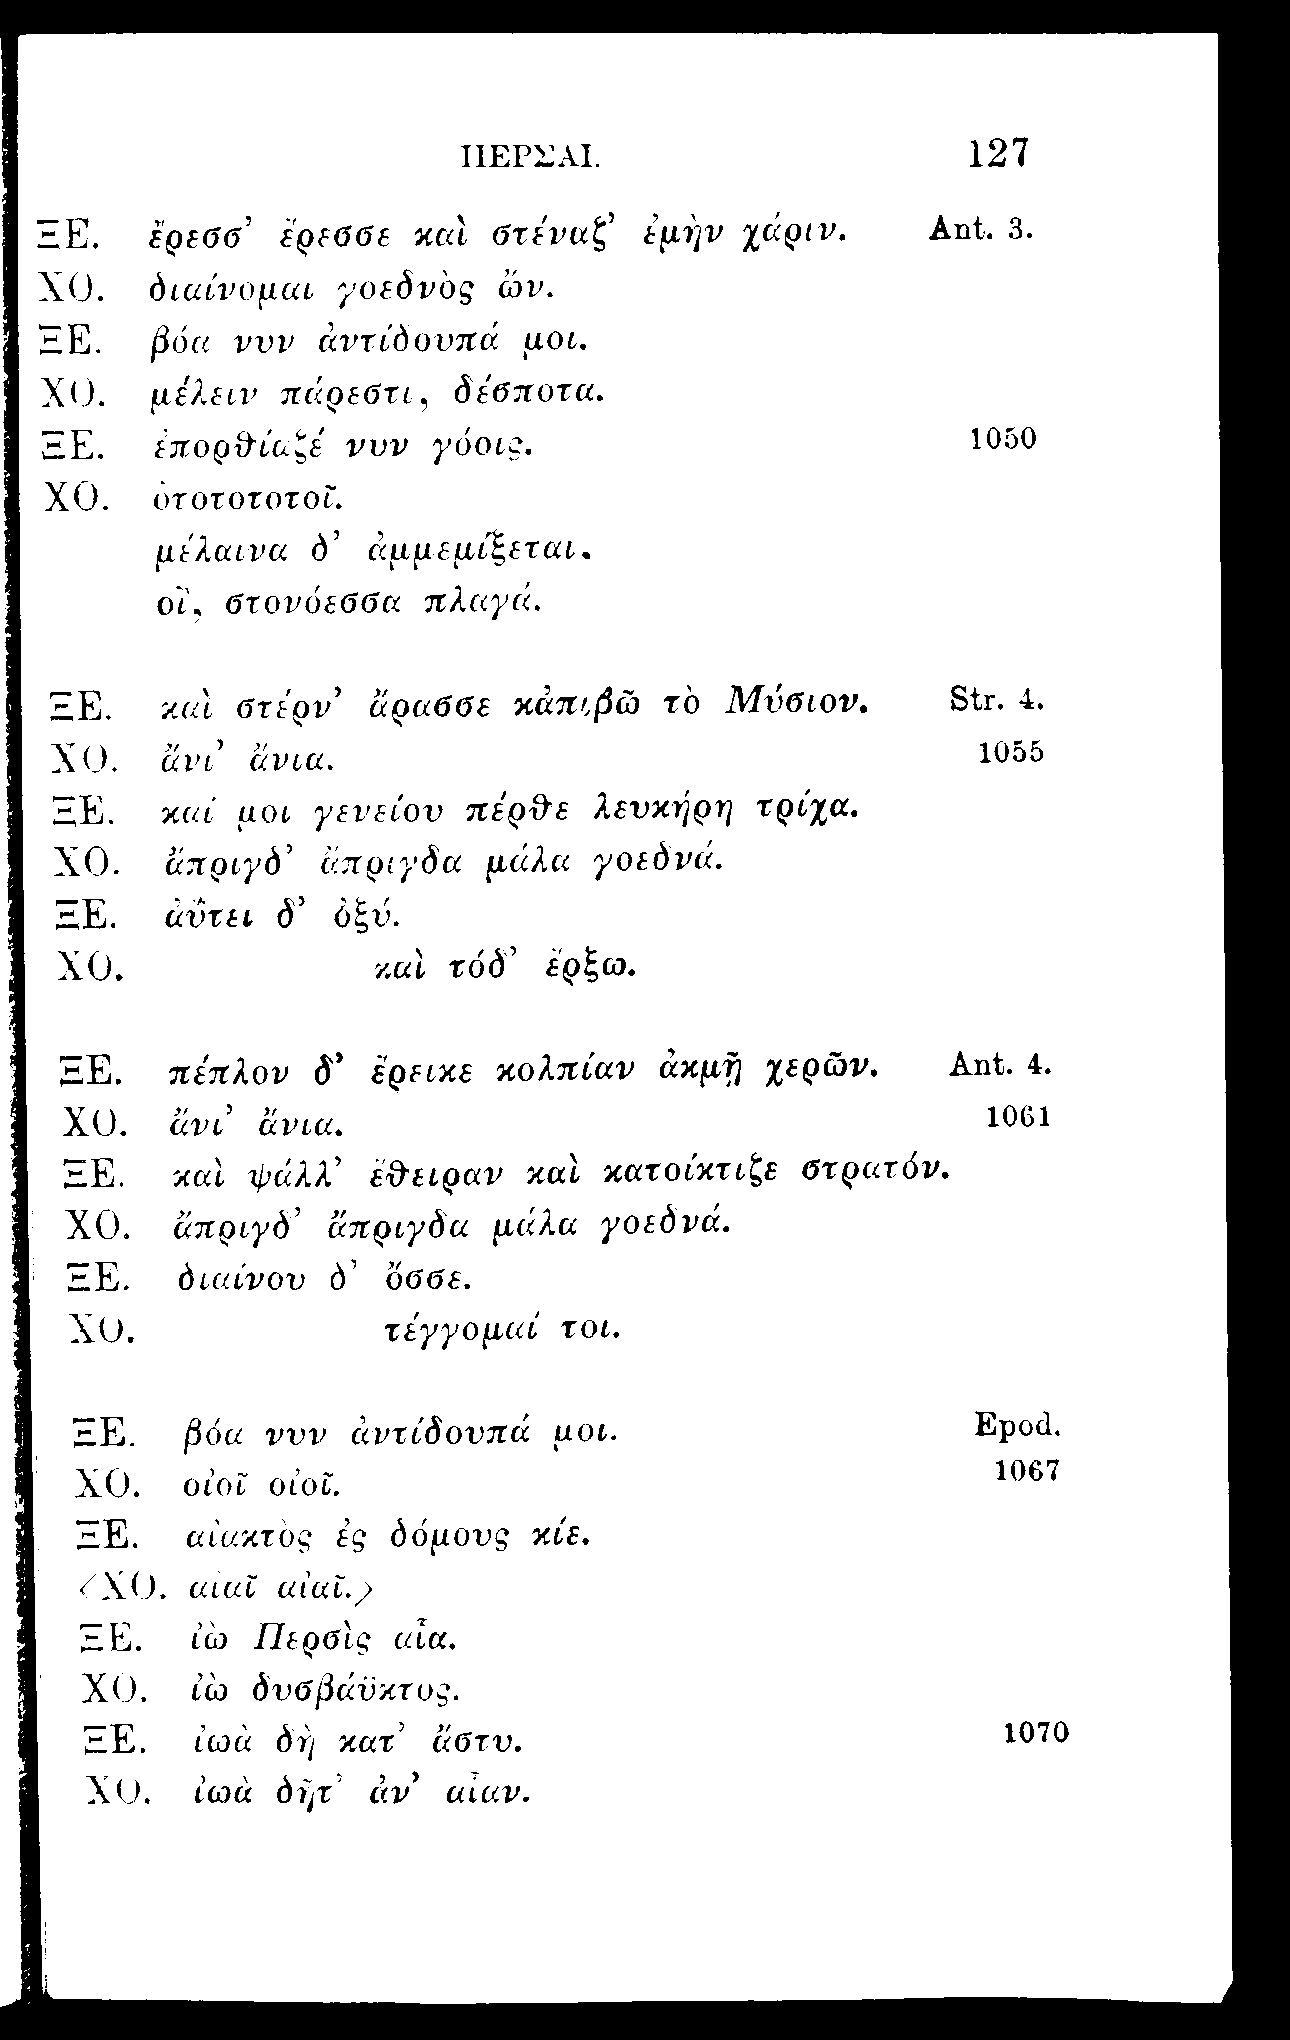 ΠΕΡΣΑΙ. 127
ΞΕ. ἔρεσσ’ ἔρεσσε καὶ στέναζ’ ἐμὴν χάριν. Ant. 3.
ΧΟ. διαίνομαι γοεδνὸς ὤν.
ΞΕ. βόα νυν ἀντίδουπά μοι.
ΧΟ. μέλειν πάρεστι, δέσποτα.
ΞΕ. ἐπορθίαζέ νυν γόοις. 1050
ΧΟ. ὀτοτοτοτοῖ.
μέλαινα δ’ ἀμμεμίξεται.
οἴ, στονόεσσα πλαγά.
ΞΕ. καὶ στέρν’ ἄρασσε κἀπιβῶ τὸ Μύσιον. Str. 4.
ΧΟ. ἄνι’ ἄνια. 1055
ΞΕ. καί μοι γενείου πέρθε λευκήρη τρίχα.
ΧΟ. ἄπριγδ’ ἄπριγδα μάλα γοεδνά.
ΞΕ. ἀΰτει δ’ ὀξύ.
ΧΟ. καὶ τόδ’ ἔρξω.
ΞΕ. πέπλον δ’ ἔρεικε κολπίαν ἀκμῇ χερῶν. Ant. 4.
ΧΟ. ἄνι’ ἄνια. 1061
ΞΕ. καὶ ψάλλ’ ἔθειραν καὶ κατοίκτιζε στρατόν.
ΧΟ. ἄπριγδ’ ἄπριγδα μάλα γοεδνά.
ΞΕ. διαίνου δ’ ὄσσε.
ΧΟ. τέγγομαί τοι.
ΞΕ. βόα νυν ἀντίδουπά μοι. Epod.
ΧΟ. οἰοῖ οἰοῖ. 1067
ΞΕ. αἰακτὸς ἐς δόμους κίε.
⟨ΧΟ. αἰαῖ αἰαῖ.⟩
ΞΕ. ἰὼ Περσὶς αἶα.
ΧΟ. ἰὼ δυσβάϋκτος.
ΞΕ. ἰωὰ δὴ κατ’ ἄστυ. 1070
ΧΟ. ἰωὰ δῆτ’ ἀν’ αἶαν.